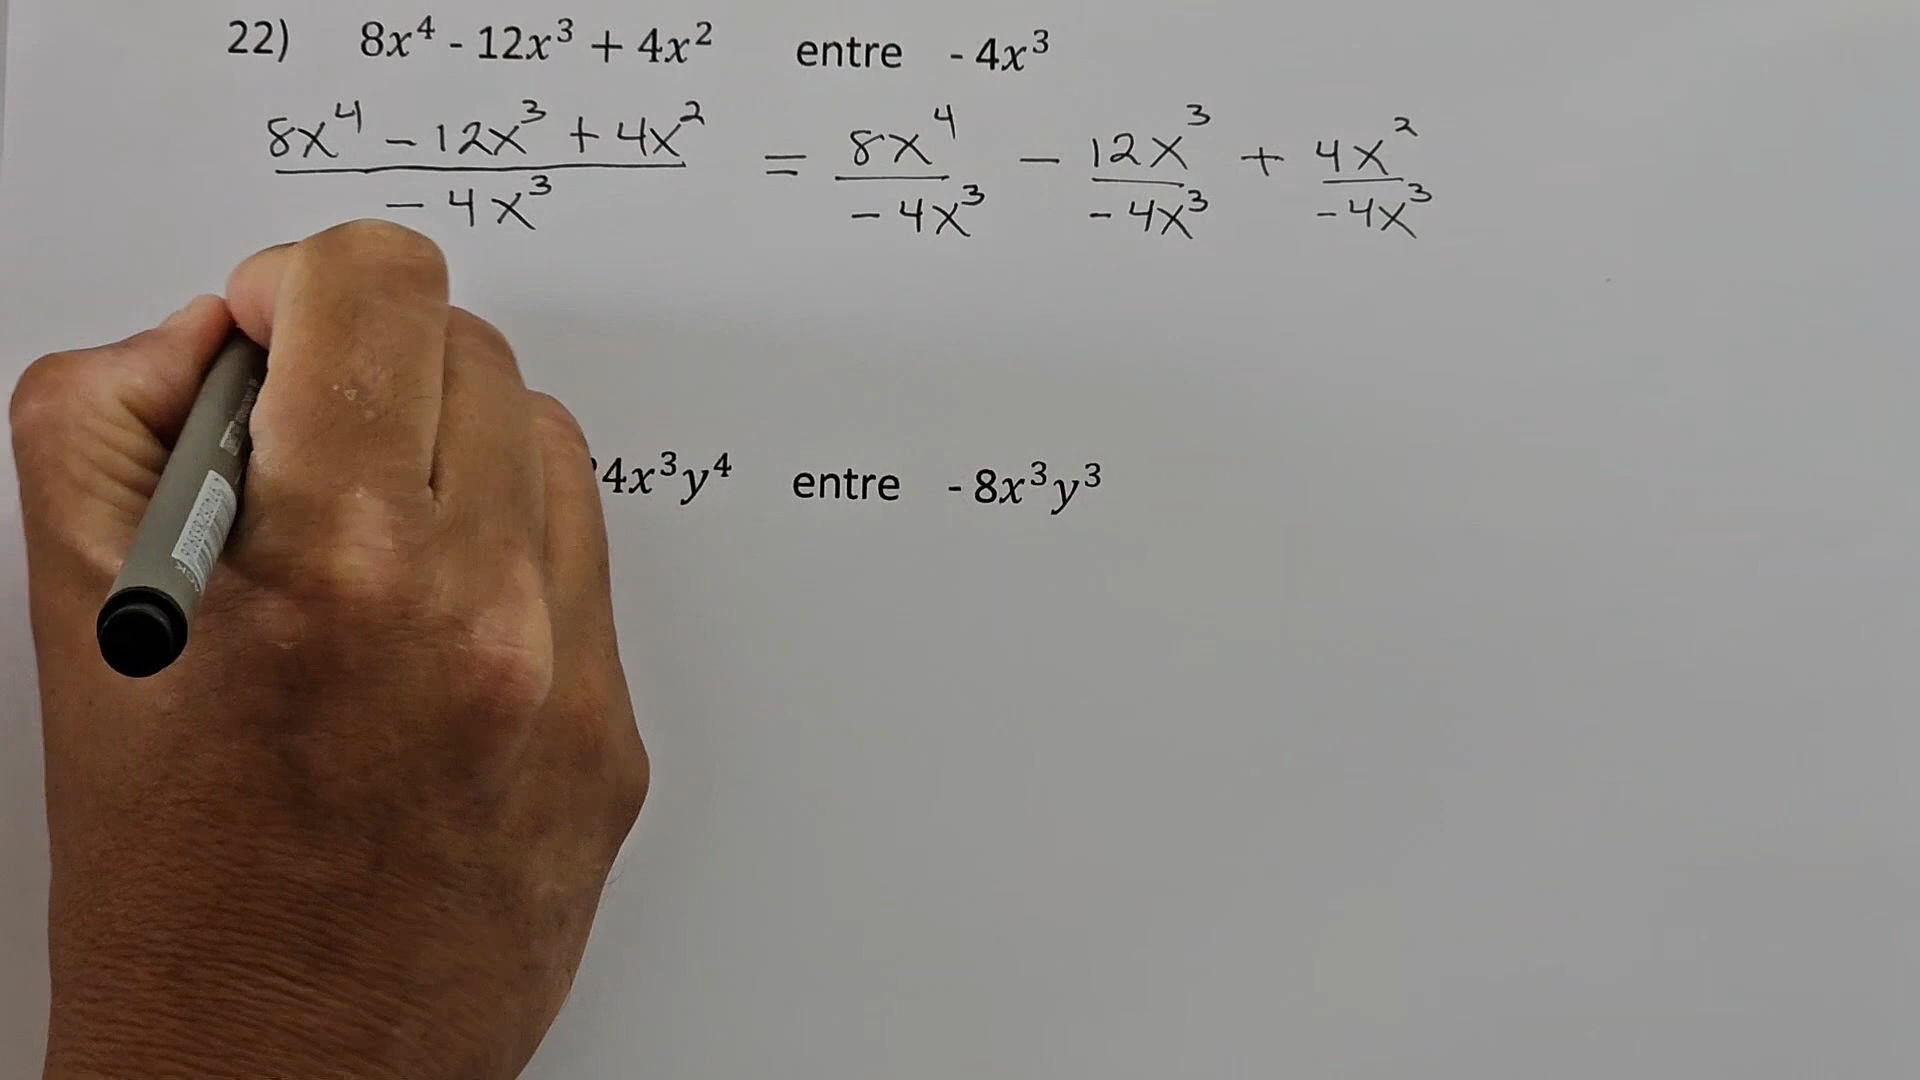 22) 8x⁴ - 12x³ + 4x² entre - 4x³
8x⁴ - 12x³ + 4x² / - 4x³ = 8x⁴ / - 4x³ - 12x³ / - 4x³ + 4x² / - 4x³
4x³y⁴ entre - 8x³y³